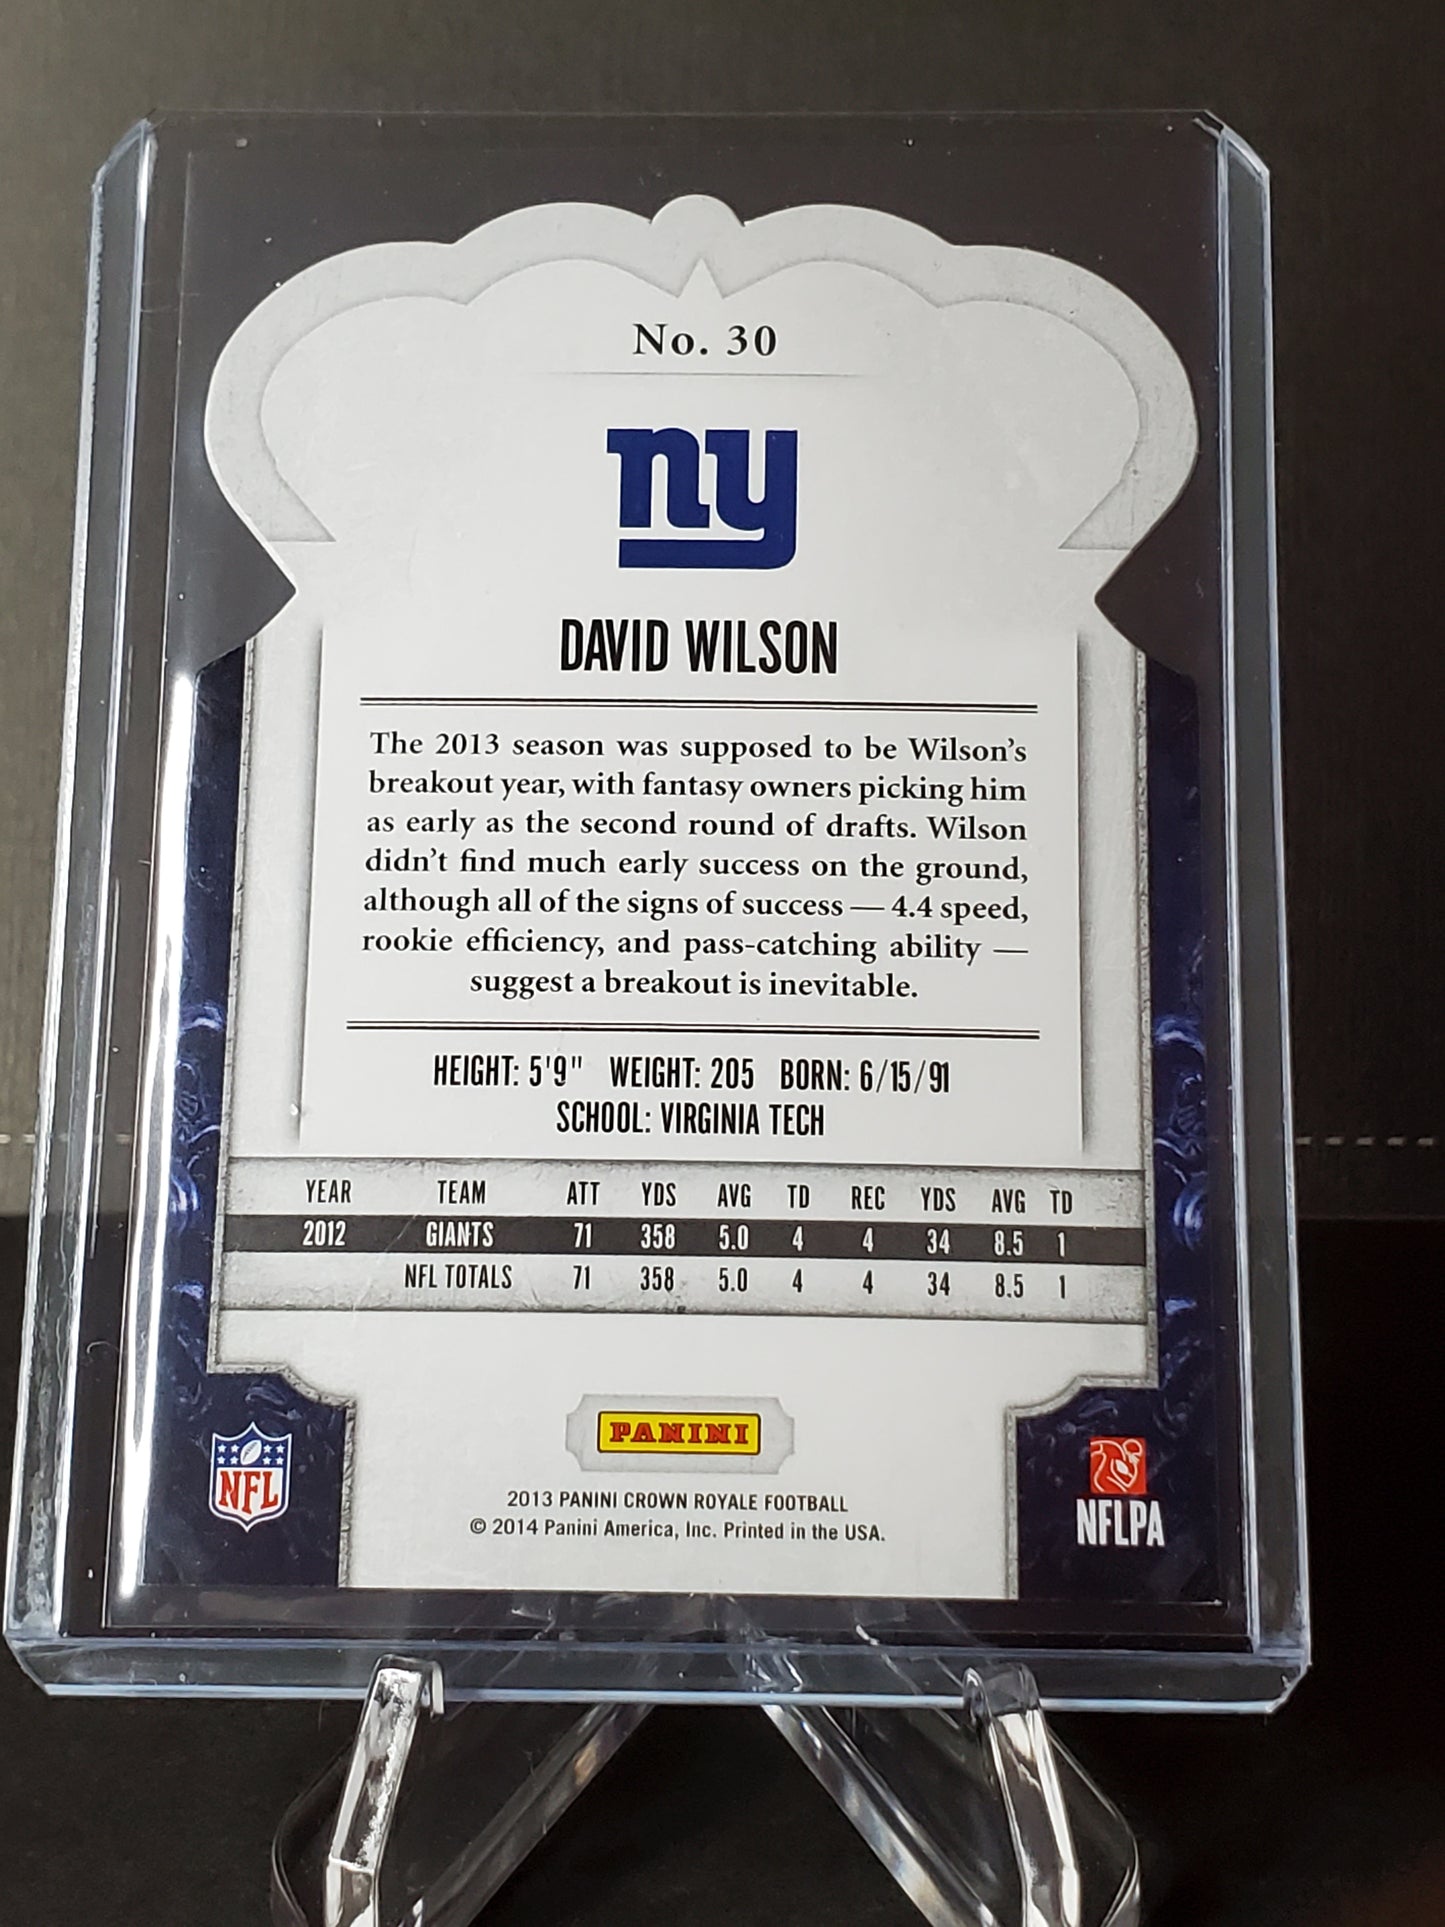 No. 30
ny
DAVID WILSON
The 2013 season was supposed to be Wilson's
breakout year, with fantasy owners picking him
as early as the second round of drafts. Wilson
didn't find much early success on the ground,
although all of the signs of success — 4.4 speed,
rookie efficiency, and pass-catching ability —
suggest a breakout is inevitable.
HEIGHT: 5'9" WEIGHT: 205 BORN: 6/15/91
SCHOOL: VIRGINIA TECH
YEAR TEAM ATT YDS AVG TD REC YDS AVG TD
2012 GIANTS 71 358 5.0 4 4 34 8.5 1
NFL TOTALS 71 358 5.0 4 4 34 8.5 1
PANINI
NFL
NFLPA
2013 PANINI CROWN ROYALE FOOTBALL
© 2014 Panini America, Inc. Printed in the USA.